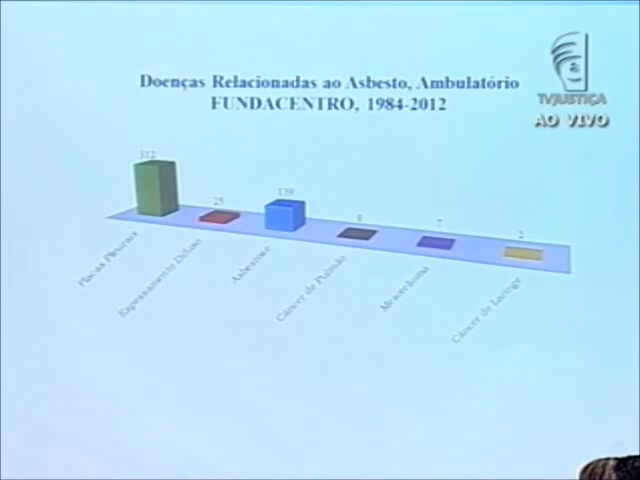 Doenças Relacionadas ao Asbesto, Ambulatório
FUNDACENTRO, 1984-2012
TVJUSTIÇA
AO VIVO
312
25
139
8
7
2
Placas Pleurais
Espessamento Difuso
Asbestose
Câncer de Pulmão
Mesotelioma
Câncer de Laringe